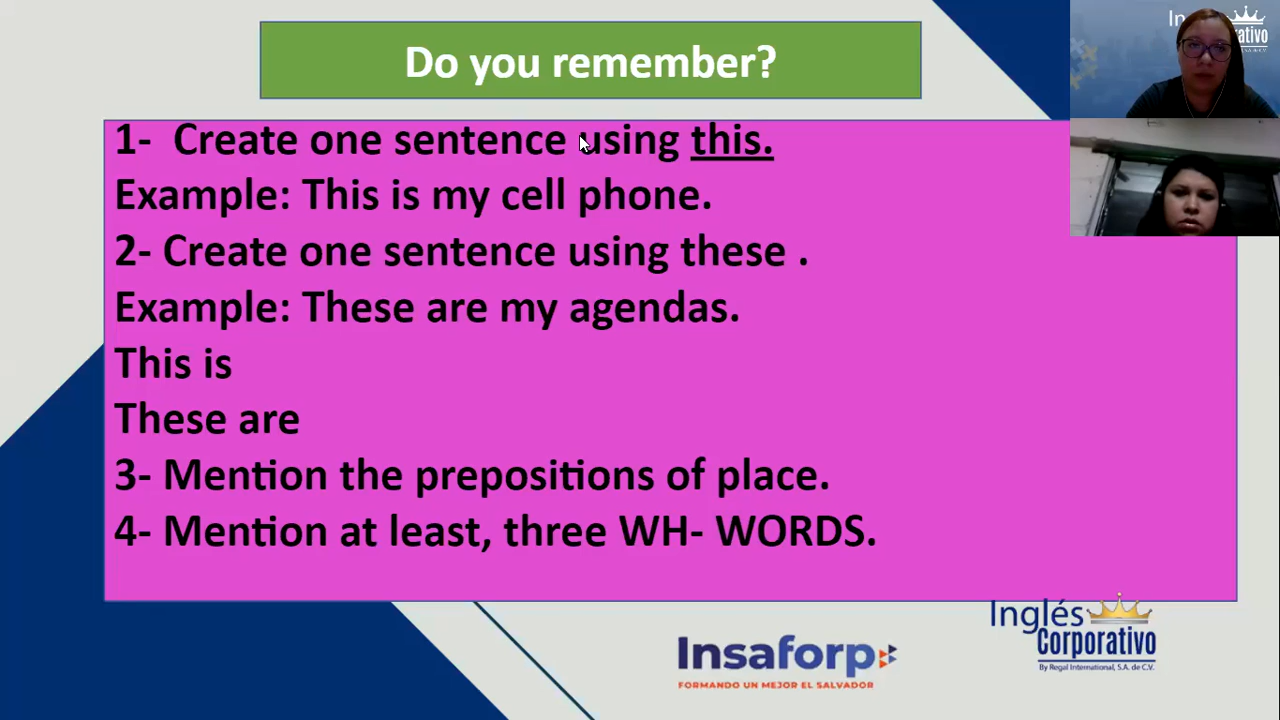 Do you remember?
1- Create one sentence using this.
Example: This is my cell phone.
2- Create one sentence using these .
Example: These are my agendas.
This is
These are
3- Mention the prepositions of place.
4- Mention at least, three WH- WORDS.
Inglés
Corporativo
By Regal International, S.A. de C.V.
Insaforp
FORMANDO UN MEJOR EL SALVADOR